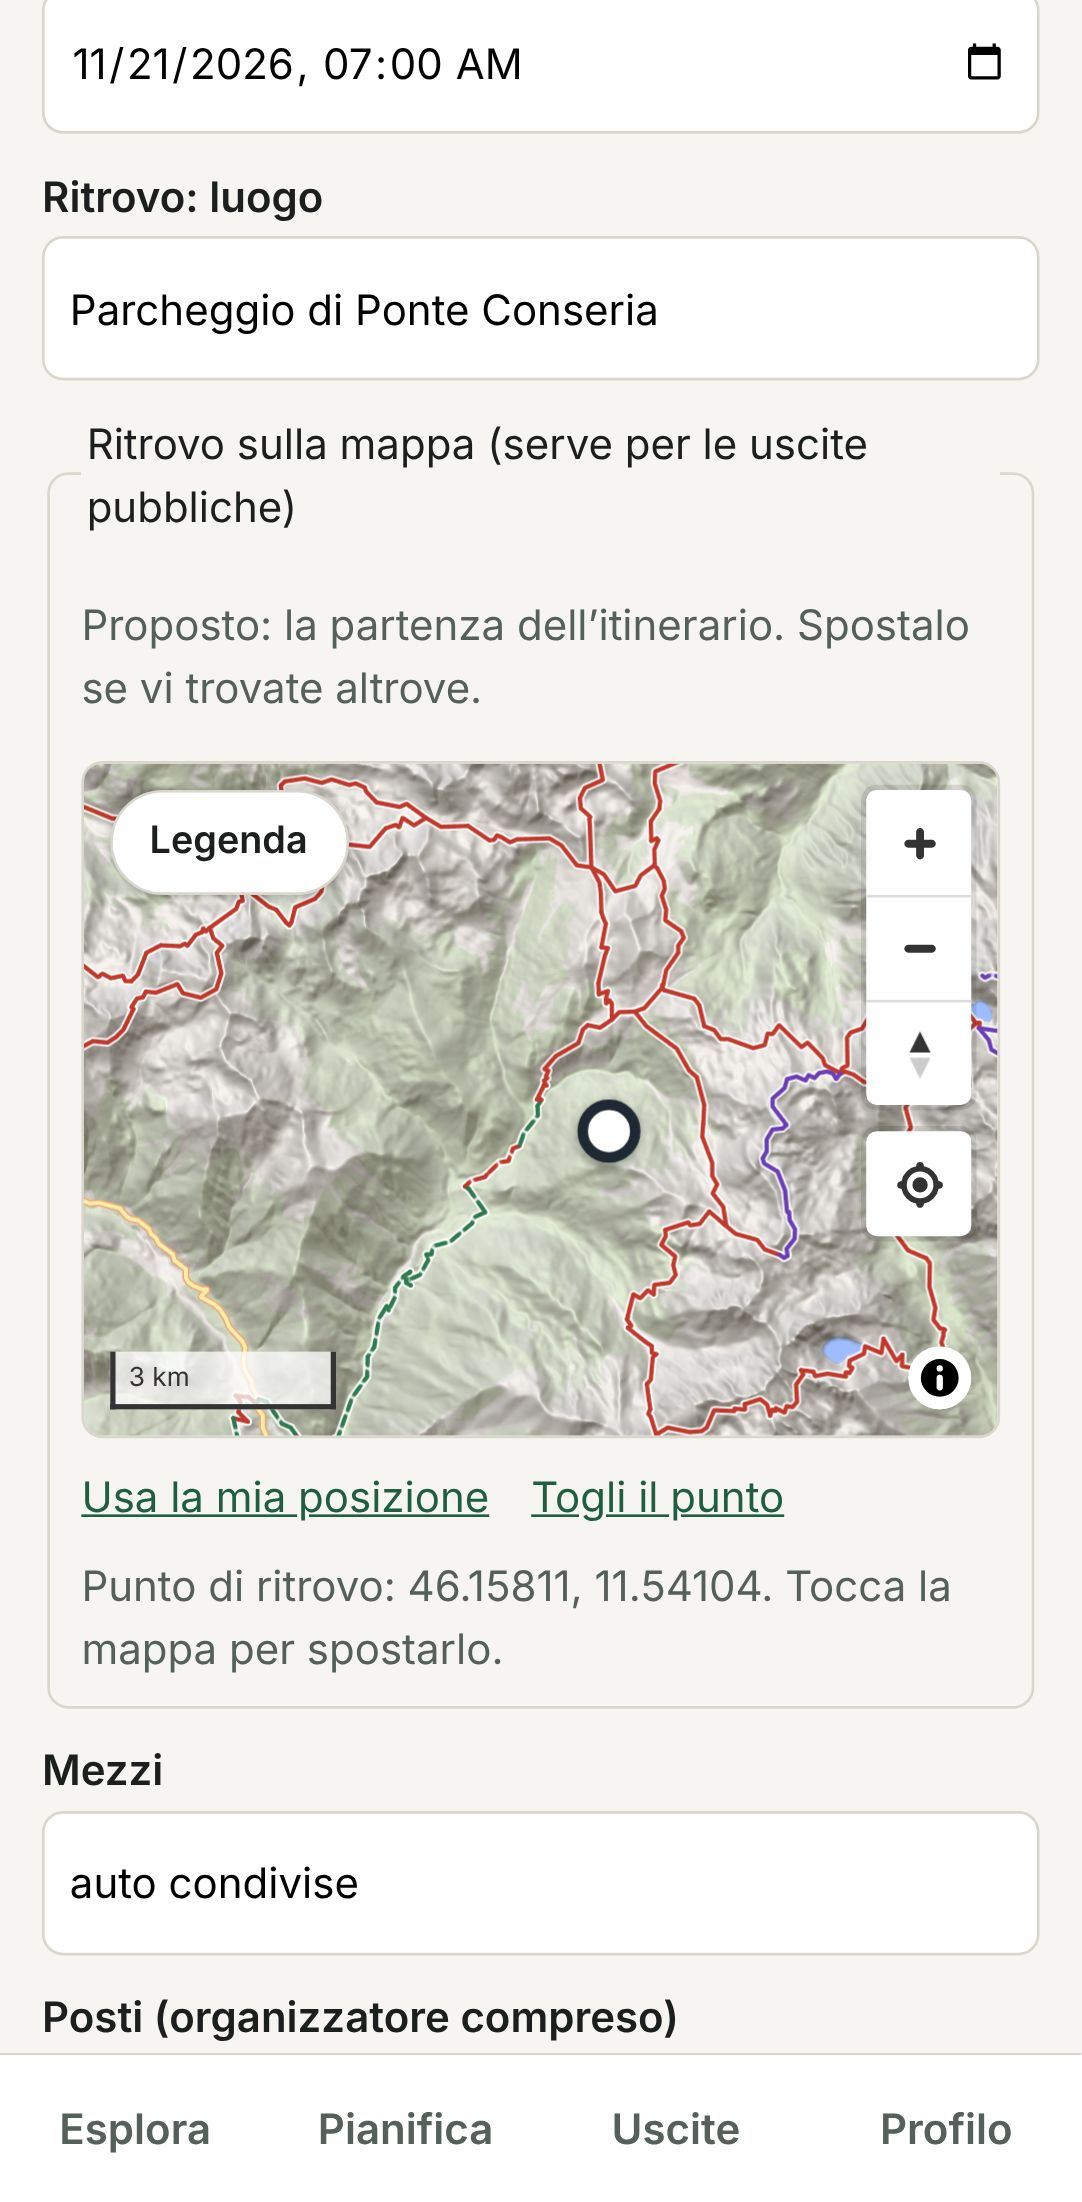 11/21/2026, 07:00 AM
Ritrovo: luogo
Parcheggio di Ponte Conseria
Ritrovo sulla mappa (serve per le uscite
pubbliche)
Proposto: la partenza dell’itinerario. Spostalo
se vi trovate altrove.
Legenda
3 km
Usa la mia posizione Togli il punto
Punto di ritrovo: 46.15811, 11.54104. Tocca la
mappa per spostarlo.
Mezzi
auto condivise
Posti (organizzatore compreso)
Esplora Pianifica Uscite Profilo